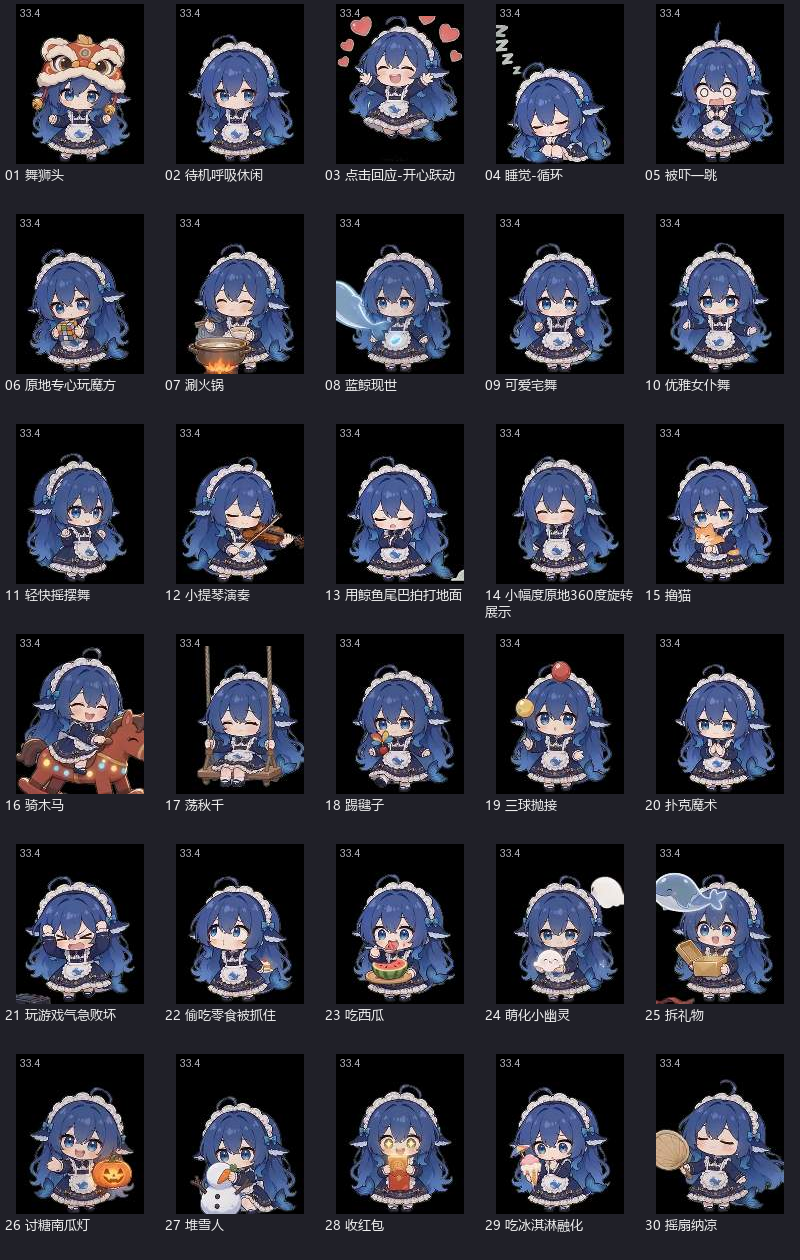 33.4 33.4 33.4 33.4 33.4
Z Z Z Z
01 舞狮头 02 待机呼吸休闲 03 点击回应-开心跃动 04 睡觉-循环 05 被吓一跳
33.4 33.4 33.4 33.4 33.4
06 原地专心玩魔方 07 涮火锅 08 蓝鲸现世 09 可爱宅舞 10 优雅女仆舞
33.4 33.4 33.4 33.4 33.4
11 轻快摇摆舞 12 小提琴演奏 13 用鲸鱼尾巴拍打地面 14 小幅度原地360度旋转
展示 15 撸猫
33.4 33.4 33.4 33.4 33.4
16 骑木马 17 荡秋千 18 踢毽子 19 三球抛接 20 扑克魔术
33.4 33.4 33.4 33.4 33.4
21 玩游戏气急败坏 22 偷吃零食被抓住 23 吃西瓜 24 萌化小幽灵 25 拆礼物
33.4 33.4 33.4 33.4 33.4
26 讨糖南瓜灯 27 堆雪人 28 收红包 29 吃冰淇淋融化 30 摇扇纳凉